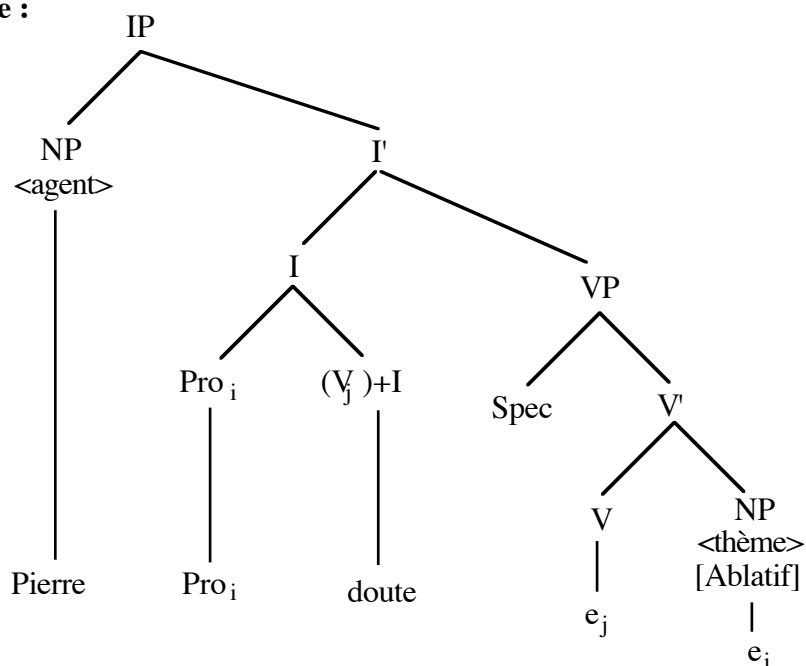 e :
IP
NP
<agent>
I'
I
VP
Pro i
(Vj )+I
Spec
V'
V
NP
<thème>
[Ablatif]
Pierre
Pro i
doute
ej
ei